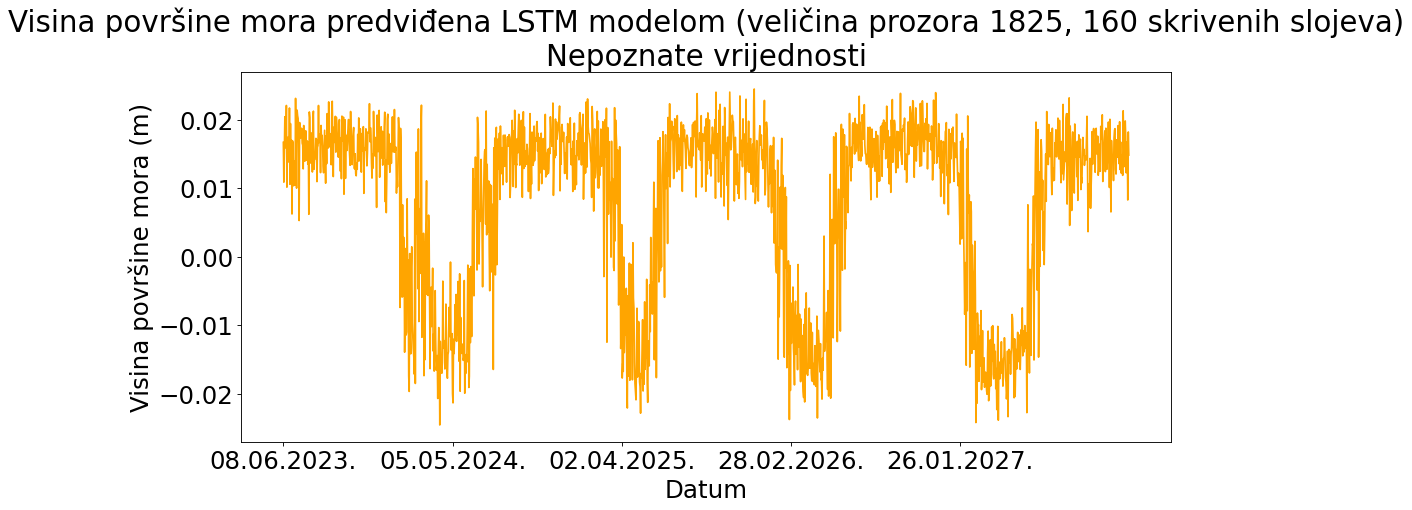 Visina površine mora predviđena LSTM modelom (veličina prozora 1825, 160 skrivenih slojeva)
Nepoznate vrijednosti
Visina površine mora (m)
0.02
0.01
0.00
−0.01
−0.02
08.06.2023. 05.05.2024. 02.04.2025. 28.02.2026. 26.01.2027.
Datum